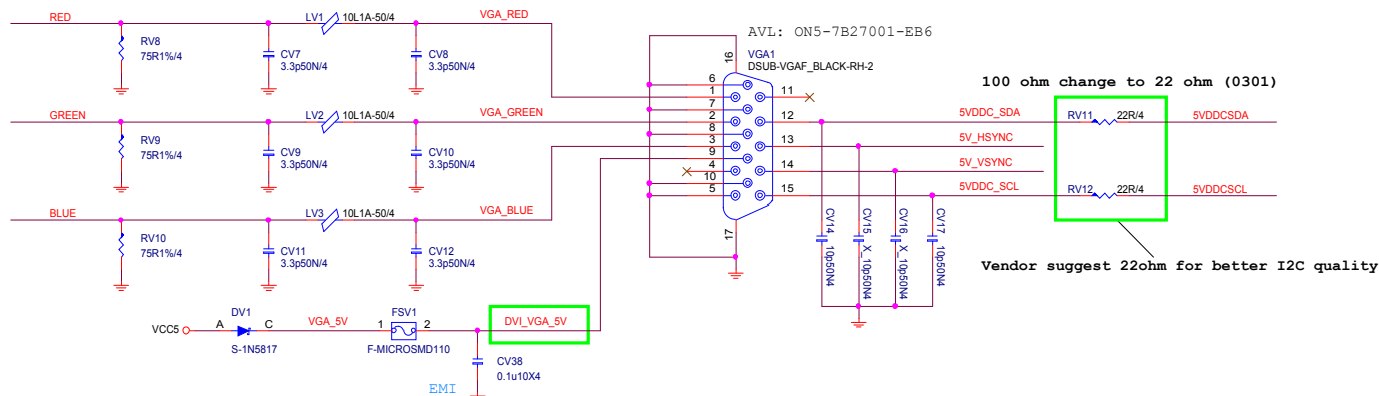 RED
LV1
10L1A-50/4
VGA_RED
RV8
75R1%/4
CV7
3.3p50N/4
CV8
3.3p50N/4
GREEN
LV2
10L1A-50/4
VGA_GREEN
RV9
75R1%/4
CV9
3.3p50N/4
CV10
3.3p50N/4
BLUE
LV3
10L1A-50/4
VGA_BLUE
RV10
75R1%/4
CV11
3.3p50N/4
CV12
3.3p50N/4
VCC5
A
DV1
C
S-1N5817
VGA_5V
1
FSV1
2
F-MICROSMD110
DVI_VGA_5V
CV38
0.1u10X4
EMI
AVL: ON5-7B27001-EB6
VGA1
DSUB-VGAF_BLACK-RH-2
16
6
1
7
2
8
3
9
4
10
5
17
11
12
13
14
15
5VDDC_SDA
5V_HSYNC
5V_VSYNC
5VDDC_SCL
CV14
10p50N4
CV15
X_10p50N4
CV16
X_10p50N4
CV17
10p50N4
100 ohm change to 22 ohm (0301)
RV11
22R/4
5VDDCSDA
RV12
22R/4
5VDDCSCL
Vendor suggest 22ohm for better I2C quality